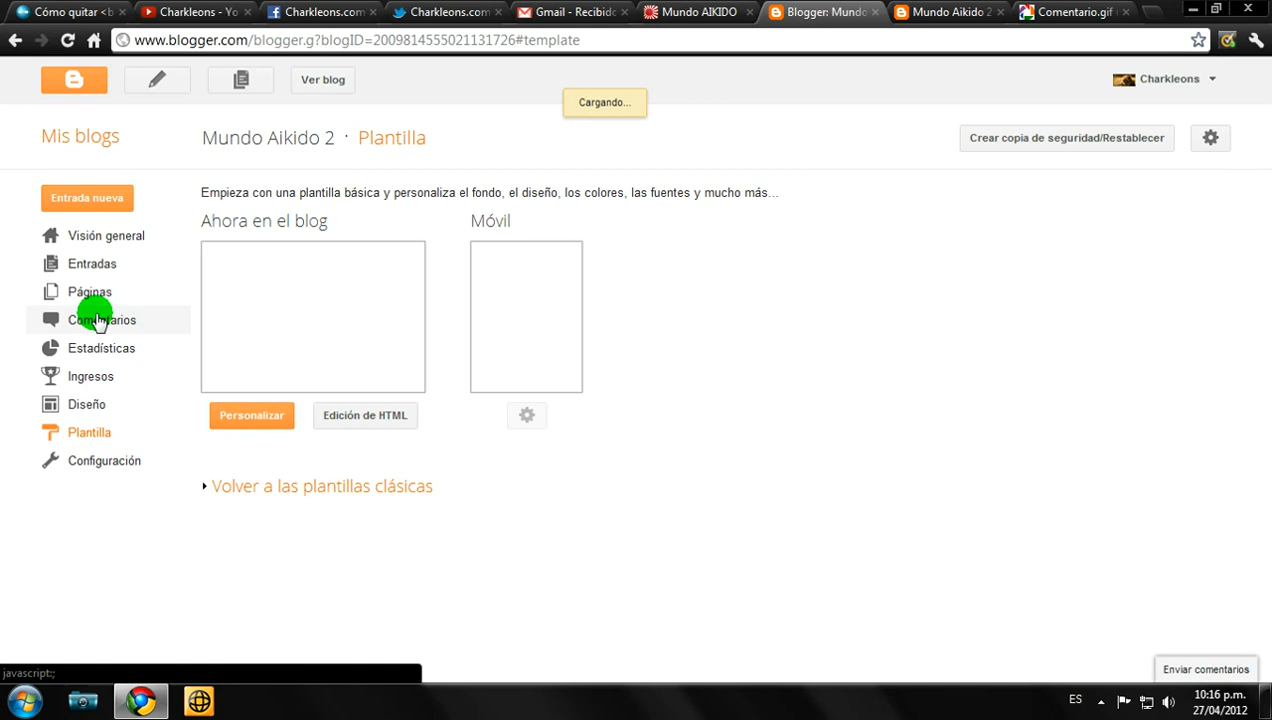 Cómo quitar <b
Charkleons - Yo
Charkleons.com
Charkleons.com
Gmail - Recibido
Mundo AIKIDO
Blogger: Mundo
Mundo Aikido 2
Comentario.gif
www.blogger.com/blogger.g?blogID=2009814555021131726#template
Ver blog
Cargando...
Charkleons
Mis blogs
Mundo Aikido 2 · Plantilla
Crear copia de seguridad/Restablecer
Entrada nueva
Empieza con una plantilla básica y personaliza el fondo, el diseño, los colores, las fuentes y mucho más...
Ahora en el blog
Móvil
Visión general
Entradas
Páginas
Comentarios
Estadísticas
Ingresos
Diseño
Plantilla
Configuración
Personalizar
Edición de HTML
Volver a las plantillas clásicas
javascript:;
Enviar comentarios
ES
10:16 p.m.
27/04/2012